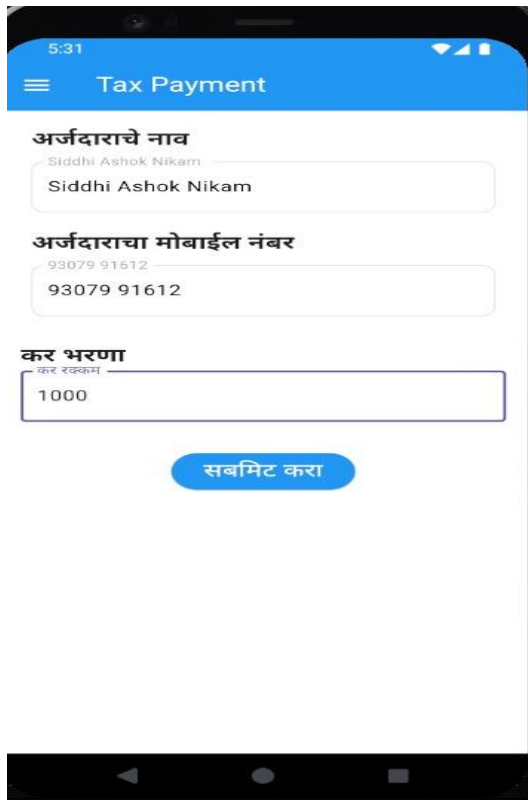 5:31
Tax Payment
अर्जदाराचे नाव
Siddhi Ashok Nikam
Siddhi Ashok Nikam
अर्जदाराचा मोबाईल नंबर
93079 91612
93079 91612
कर भरणा
कर रक्कम
1000
सबमिट करा